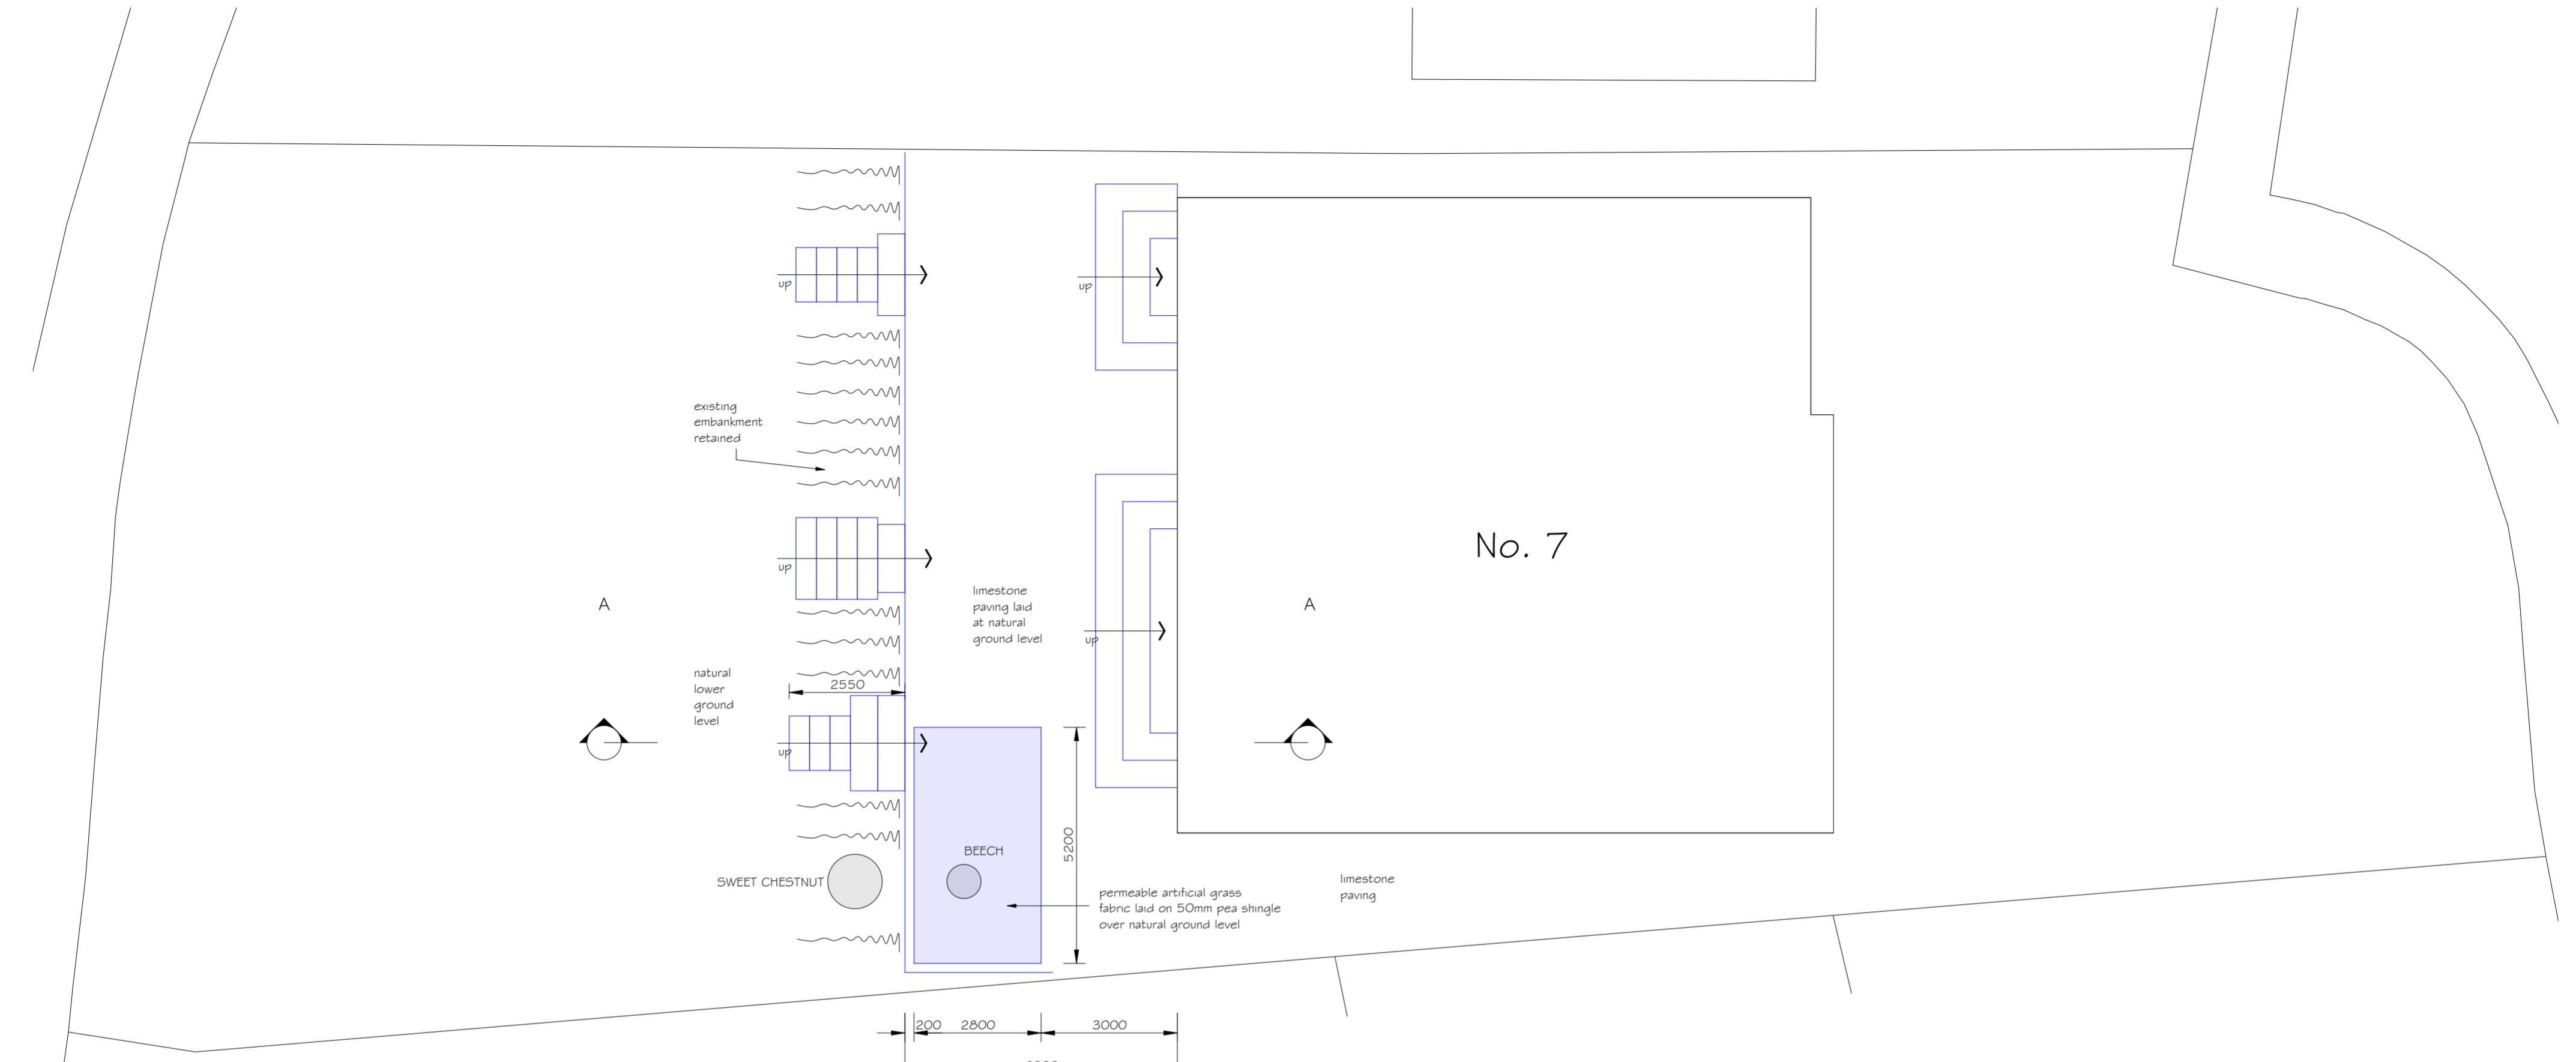 up
up
existing
embankment
retained
No. 7
up
limestone
paving laid
at natural
ground level
A
A
up
natural
lower
ground
level
2550
up
5200
BEECH
SWEET CHESTNUT
permeable artificial grass
fabric laid on 50mm pea shingle
over natural ground level
limestone
paving
200 2800 3000